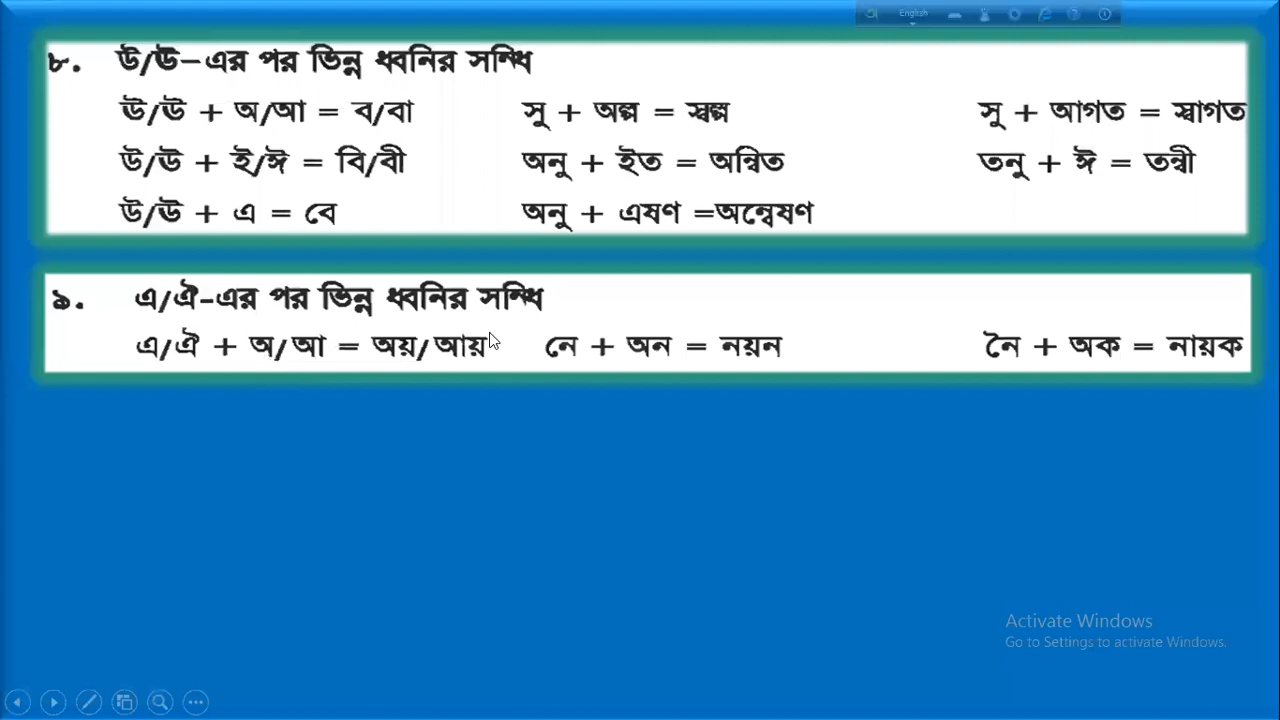 English
৮. উ/ঊ-এর পর ভিন্ন ধ্বনির সন্ধি
উ/ঊ + অ/আ = ব/বা সু + অল্প = স্বল্প সু + আগত = স্বাগত
উ/ঊ + ই/ঈ = বি/বী অনু + ইত = অন্বিত তনু + ঈ = তন্বী
উ/ঊ + এ = বে অনু + এষণ =অন্বেষণ
৯. এ/ঐ-এর পর ভিন্ন ধ্বনির সন্ধি
এ/ঐ + অ/আ = অয়/আয় নে + অন = নয়ন নৈ + অক = নায়ক
Activate Windows
Go to Settings to activate Windows.